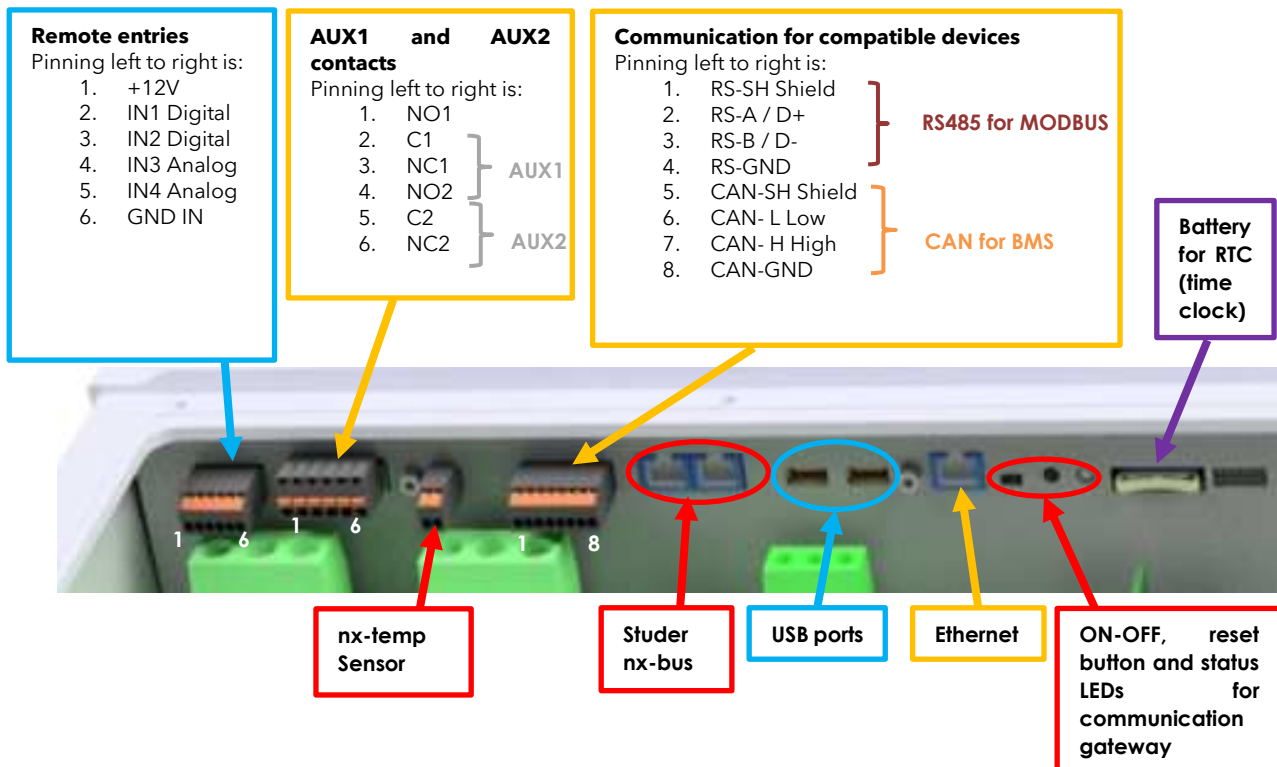 Remote entries
Pinning left to right is:
1. +12V
2. IN1 Digital
3. IN2 Digital
4. IN3 Analog
5. IN4 Analog
6. GND IN
AUX1 and AUX2
contacts
Pinning left to right is:
1. NO1
2. C1
3. NC1
4. NO2
5. C2
6. NC2
AUX1
AUX2
Communication for compatible devices
Pinning left to right is:
1. RS-SH Shield
2. RS-A / D+
3. RS-B / D-
4. RS-GND
5. CAN-SH Shield
6. CAN- L Low
7. CAN- H High
8. CAN-GND
RS485 for MODBUS
CAN for BMS
Battery
for RTC
(time
clock)
1 6
1 6
1 8
nx-temp
Sensor
Studer
nx-bus
USB ports
Ethernet
ON-OFF, reset
button and status
LEDs for
communication
gateway